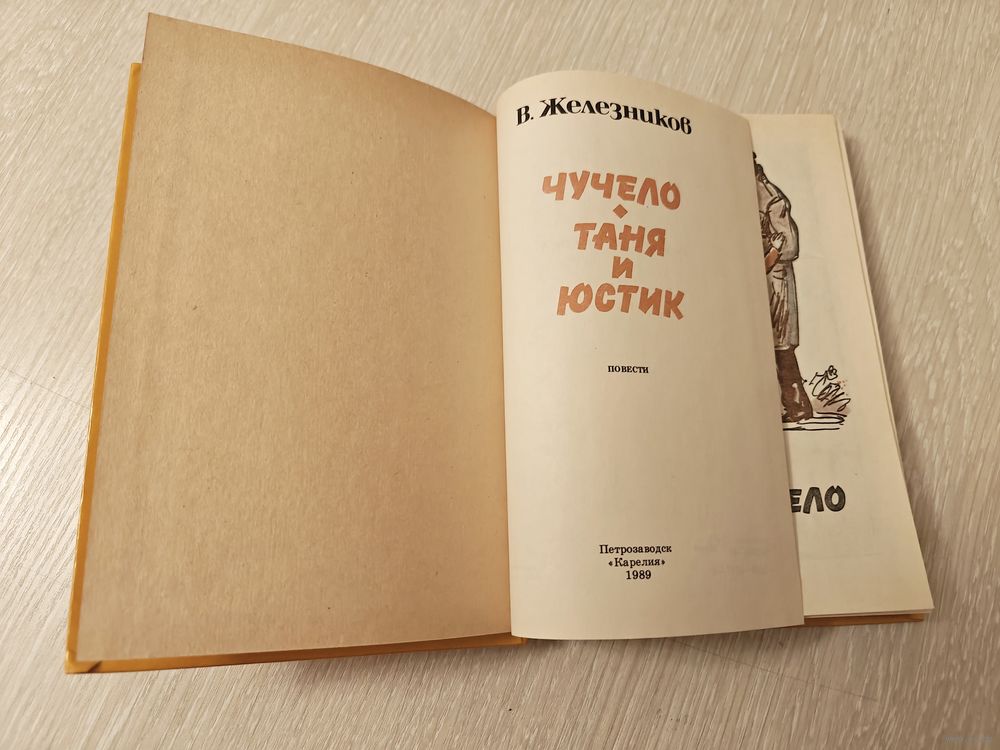 В. Железников
ЧУЧЕЛО
ТАНЯ
И
ЮСТИК
ПОВЕСТИ
Петрозаводск
«Карелия»
1989
ЕЛО